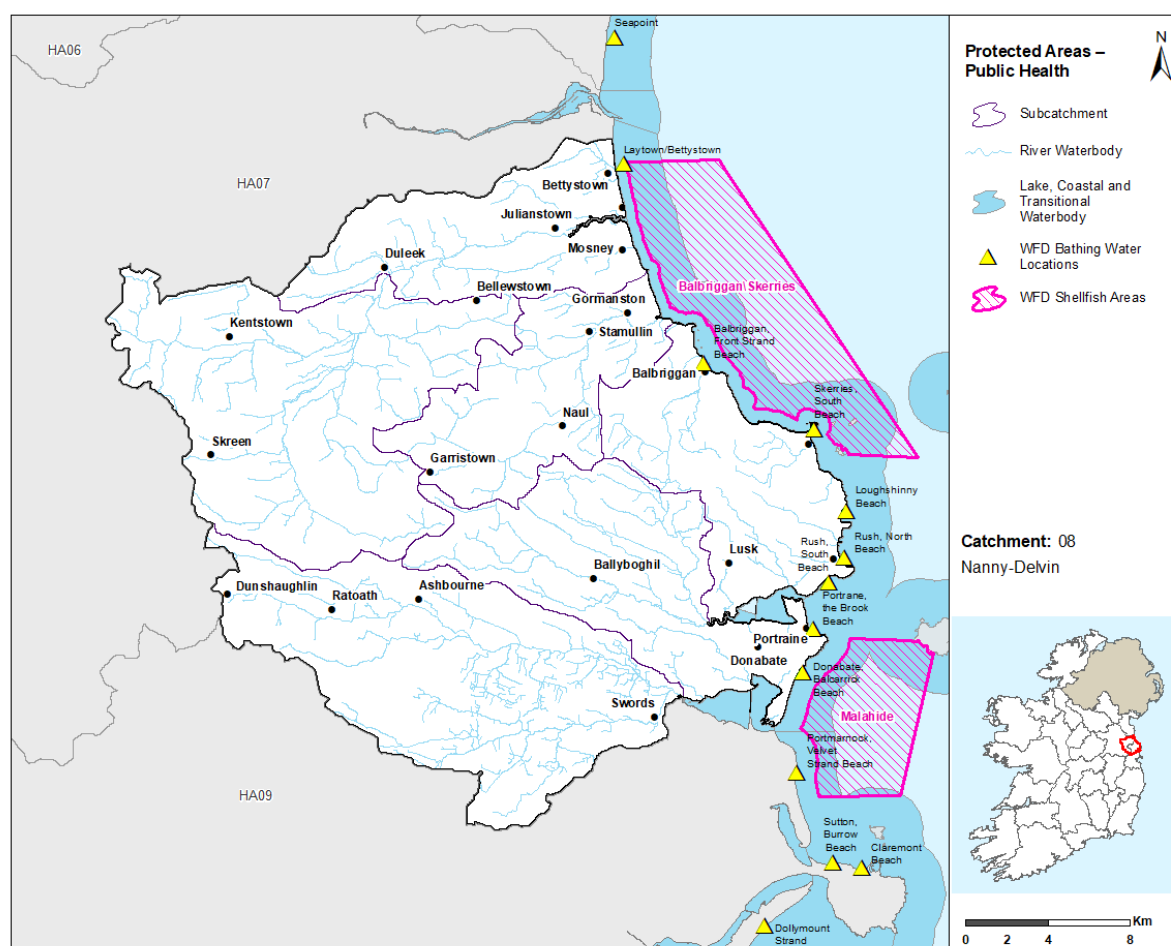 HA06
Seapoint
HA07
Laytown/Bettystown
Bettystown
Julianstown
Mosney
Duleek
Bellewstown
Balbriggan\Skerries
Gormanston
Kentstown
Stamullin
Balbriggan,
Front Strand
Beach
Balbriggan
Skerries,
South
Beach
Naul
Skreen
Garristown
Loughshinny
Beach
Rush,
South
Beach
Rush, North
Beach
Lusk
Ballyboghil
Dunshaughlin
Ratoath
Ashbourne
Portrane,
the Brook
Beach
Portraine
Donabate
Donabate,
Balcarrick
Beach
Swords
Malahide
Portmarnock,
Velvet
Strand Beach
HA09
Sutton,
Burrow
Beach
Claremont
Beach
Dollymount
Strand
N
Protected Areas –
Public Health
Subcatchment
River Waterbody
Lake, Coastal and
Transitional
Waterbody
WFD Bathing Water
Locations
WFD Shellfish Areas
Catchment: 08
Nanny-Delvin
Km
0 2 4 8